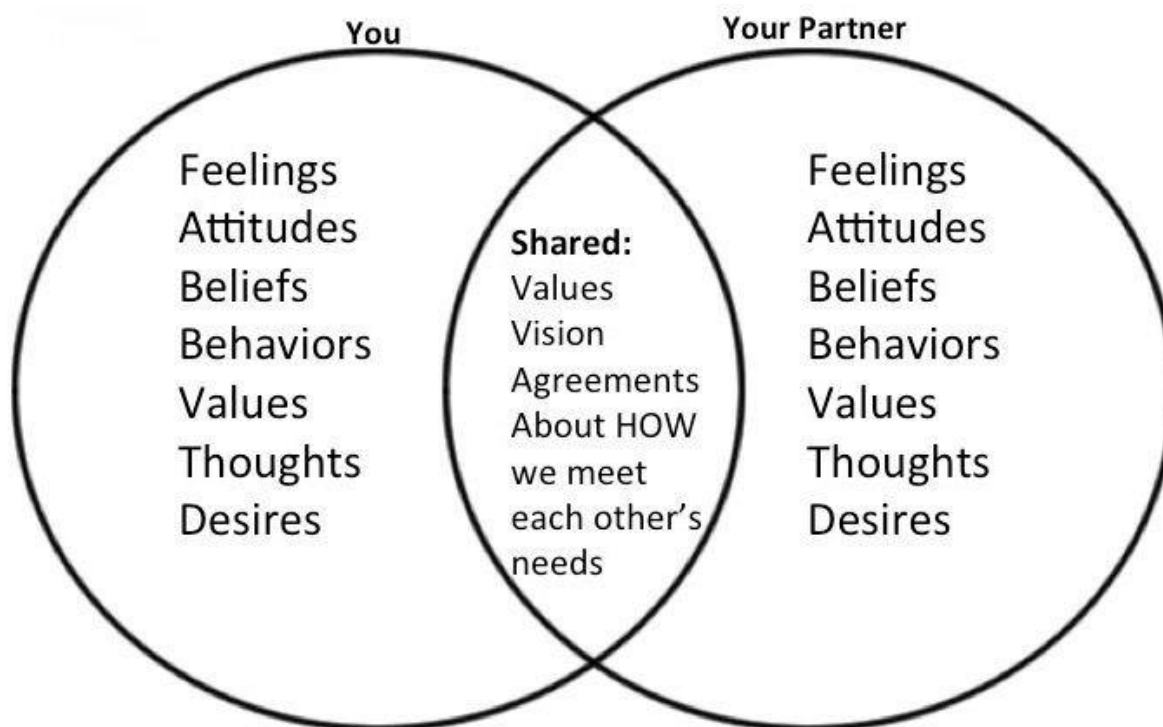 You
Your Partner
Feelings
Attitudes
Beliefs
Behaviors
Values
Thoughts
Desires
Shared:
Values
Vision
Agreements
About HOW
we meet
each other's
needs
Feelings
Attitudes
Beliefs
Behaviors
Values
Thoughts
Desires